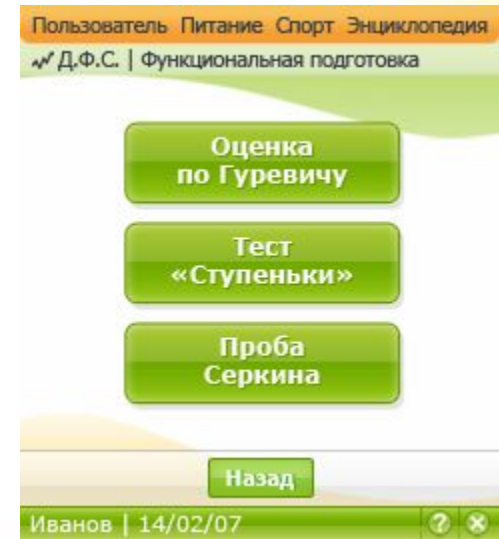 Пользователь Питание Спорт Энциклопедия
Д.Ф.С. | Функциональная подготовка
Оценка
по Гуревичу
Тест
«Ступеньки»
Проба
Серкина
Назад
Иванов | 14/02/07 ? ×